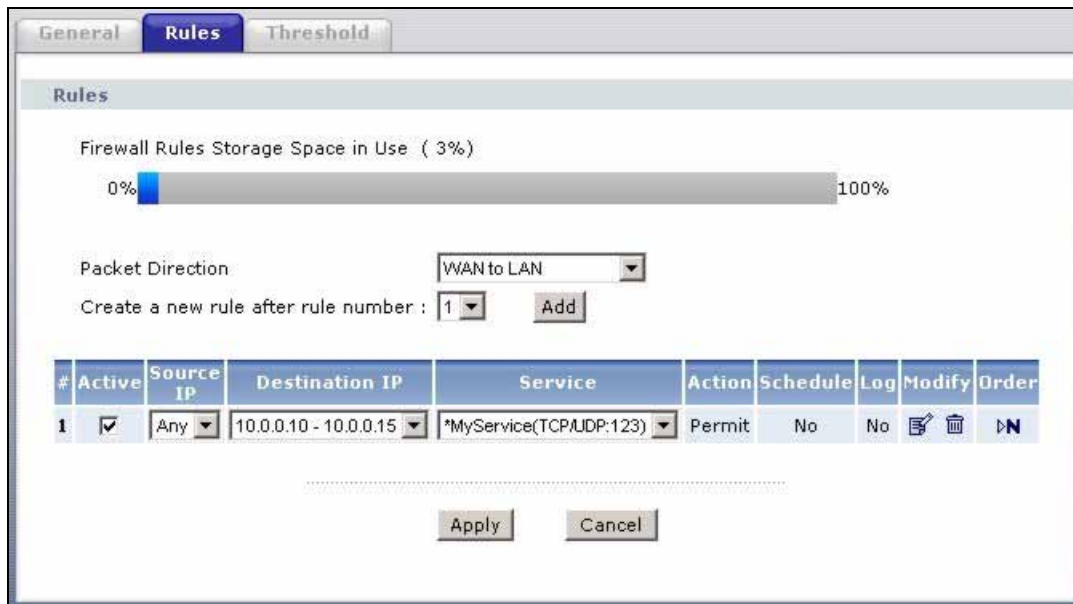 General Rules Threshold
Rules
Firewall Rules Storage Space in Use ( 3%)
0% 100%
Packet Direction WAN to LAN
Create a new rule after rule number : 1 Add
# Active Source IP Destination IP Service Action Schedule Log Modify Order
1 Any 10.0.0.10 - 10.0.0.15 *MyService(TCP/UDP:123) Permit No No N
Apply Cancel